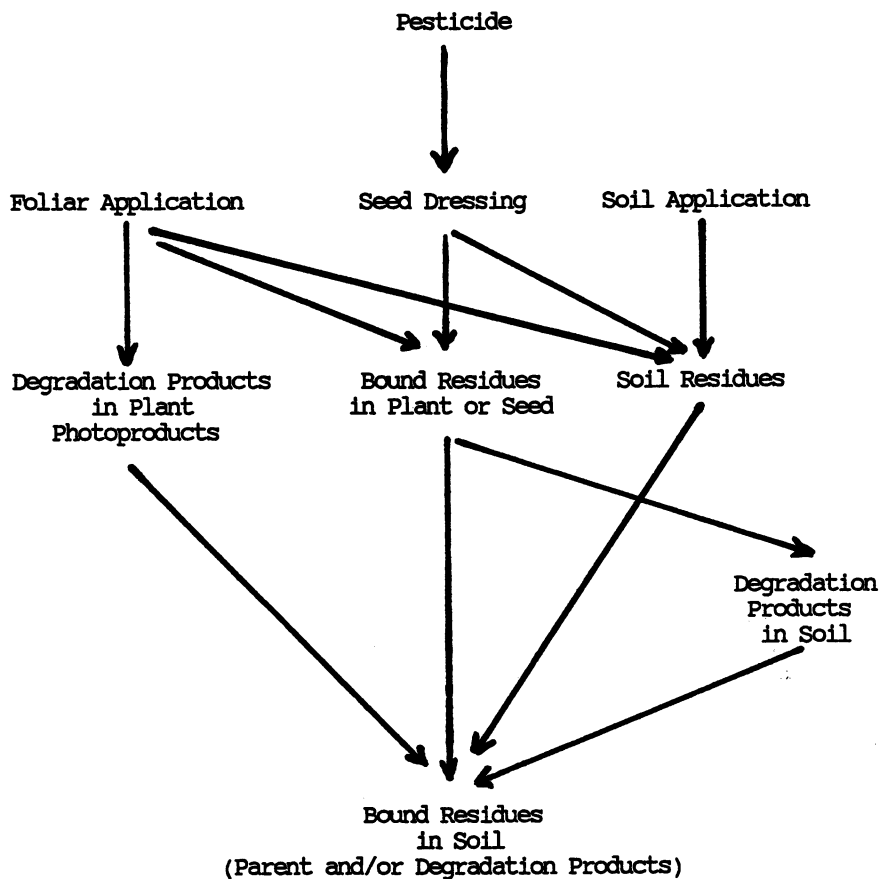 Pesticide
Foliar Application
Seed Dressing
Soil Application
Degradation Products
in Plant
Photoproducts
Bound Residues
in Plant or Seed
Soil Residues
Degradation
Products
in Soil
Bound Residues
in Soil
(Parent and/or Degradation Products)